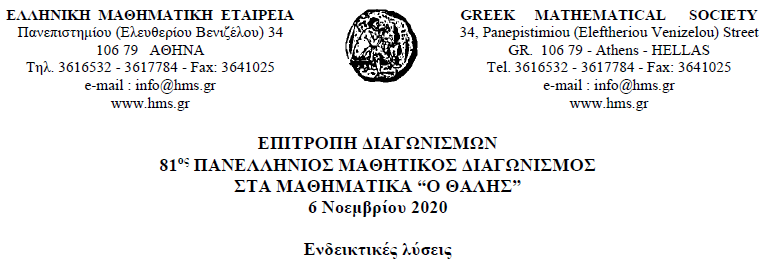 ΕΛΛΗΝΙΚΗ ΜΑΘΗΜΑΤΙΚΗ ΕΤΑΙΡΕΙΑ
Πανεπιστημίου (Ελευθερίου Βενιζέλου) 34
106 79 ΑΘΗΝΑ
Τηλ. 3616532 - 3617784 - Fax: 3641025
e-mail : info@hms.gr
www.hms.gr
GREEK MATHEMATICAL SOCIETY
34, Panepistimiou (Eleftheriou Venizelou) Street
GR. 106 79 - Athens - HELLAS
Tel. 3616532 - 3617784 - Fax: 3641025
e-mail : info@hms.gr
www.hms.gr
ΕΠΙΤΡΟΠΗ ΔΙΑΓΩΝΙΣΜΩΝ
81ος ΠΑΝΕΛΛΗΝΙΟΣ ΜΑΘΗΤΙΚΟΣ ΔΙΑΓΩΝΙΣΜΟΣ
ΣΤΑ ΜΑΘΗΜΑΤΙΚΑ “Ο ΘΑΛΗΣ”
6 Νοεμβρίου 2020
Ενδεικτικές λύσεις